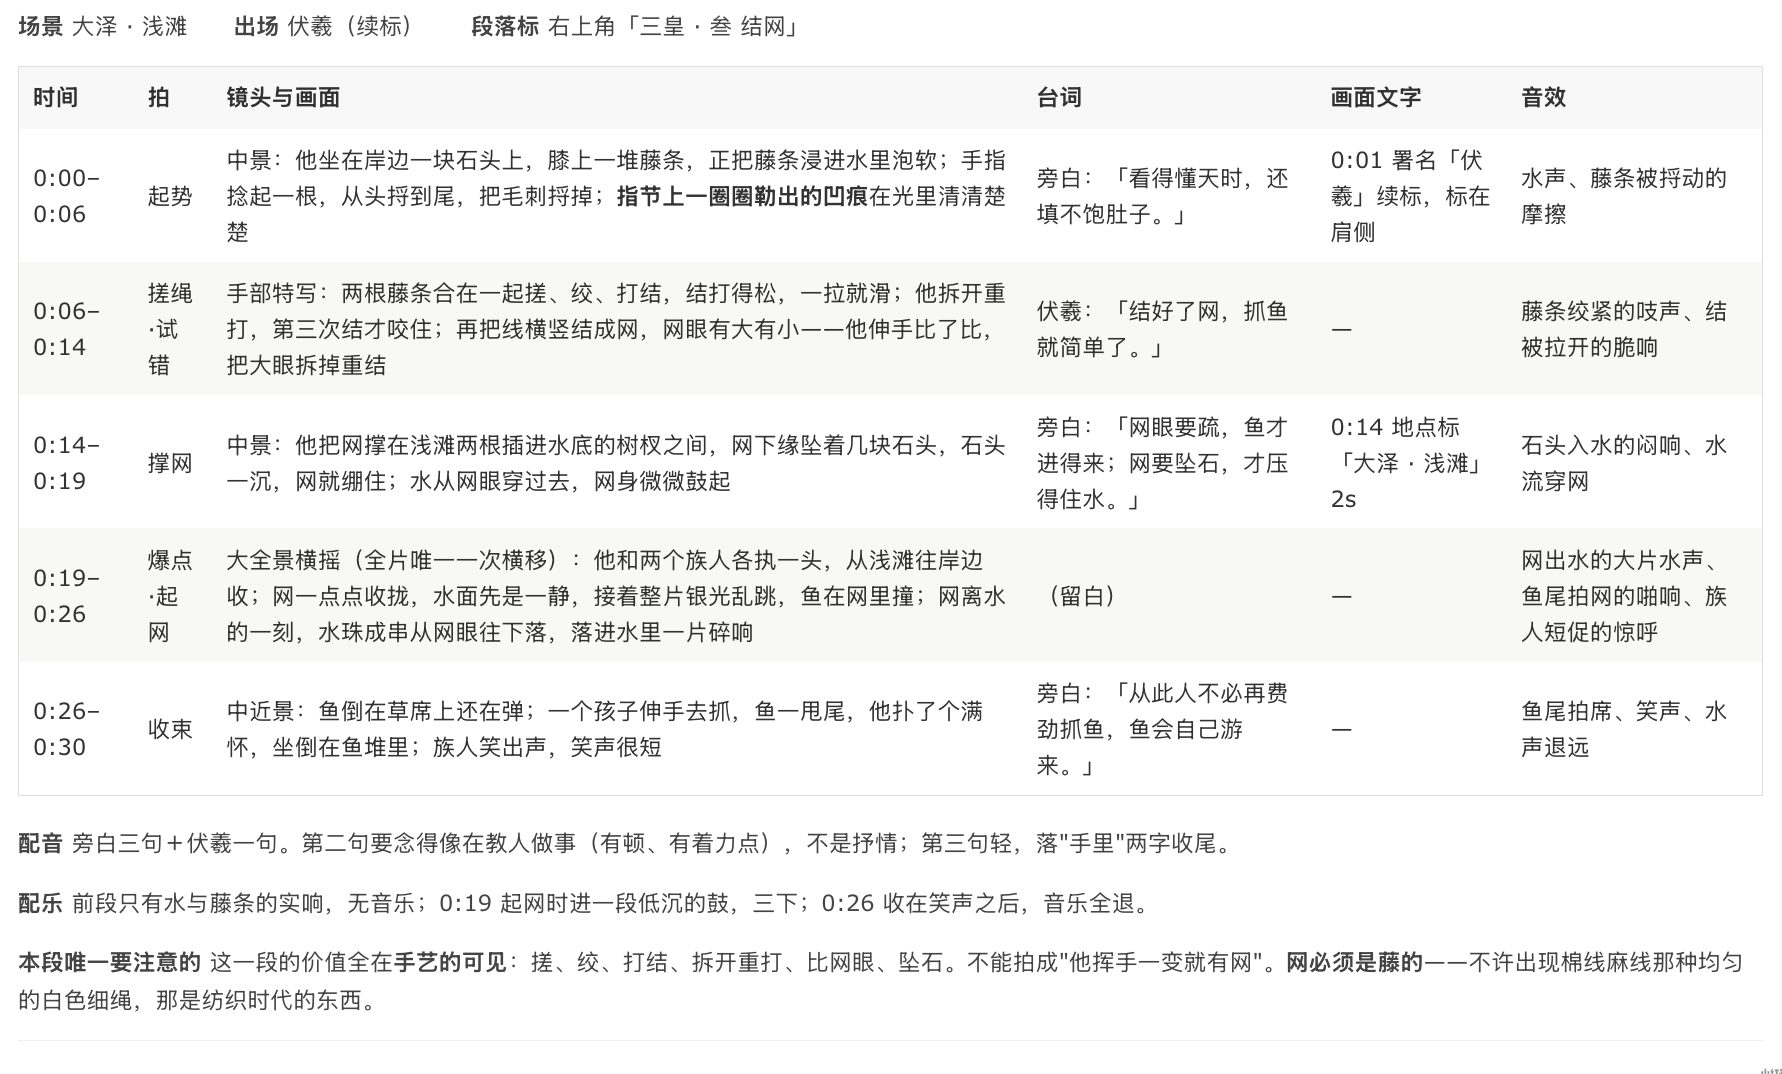 场景 大泽 · 浅滩 出场 伏羲（续标） 段落标 右上角「三皇 · 叁 结网」
时间 拍 镜头与画面 台词 画面文字 音效
0:00–
0:06
起势
中景：他坐在岸边一块石头上，膝上一堆藤条，正把藤条浸进水里泡软；手指
捻起一根，从头捋到尾，把毛刺捋掉；指节上一圈圈勒出的凹痕在光里清清楚
楚
旁白：「看得懂天时，还
填不饱肚子。」
0:01 署名「伏
羲」续标，标在
肩侧
水声、藤条被捋动的
摩擦
0:06–
0:14
搓绳
·试
错
手部特写：两根藤条合在一起搓、绞、打结，结打得松，一拉就滑；他拆开重
打，第三次结才咬住；再把线横竖结成网，网眼有大有小——他伸手比了比，
把大眼拆掉重结
伏羲：「结好了网，抓鱼
就简单了。」
—
藤条绞紧的吱声、结
被拉开的脆响
0:14–
0:19
撑网
中景：他把网撑在浅滩两根插进水底的树杈之间，网下缘坠着几块石头，石头
一沉，网就绷住；水从网眼穿过去，网身微微鼓起
旁白：「网眼要疏，鱼才
进得来；网要坠石，才压
得住水。」
0:14 地点标
「大泽 · 浅滩」
2s
石头入水的闷响、水
流穿网
0:19–
0:26
爆点
·起
网
大全景横摇（全片唯一一次横移）：他和两个族人各执一头，从浅滩往岸边
收；网一点点收拢，水面先是一静，接着整片银光乱跳，鱼在网里撞；网离水
的一刻，水珠成串从网眼往下落，落进水里一片碎响
（留白）
—
网出水的大片水声、
鱼尾拍网的啪响、族
人短促的惊呼
0:26–
0:30
收束
中近景：鱼倒在草席上还在弹；一个孩子伸手去抓，鱼一甩尾，他扑了个满
怀，坐倒在鱼堆里；族人笑出声，笑声很短
旁白：「从此人不必再费
劲抓鱼，鱼会自己游
来。」
—
鱼尾拍席、笑声、水
声退远
配音 旁白三句＋伏羲一句。第二句要念得像在教人做事（有顿、有着力点），不是抒情；第三句轻，落"手里"两字收尾。
配乐 前段只有水与藤条的实响，无音乐；0:19 起网时进一段低沉的鼓，三下；0:26 收在笑声之后，音乐全退。
本段唯一要注意的 这一段的价值全在手艺的可见：搓、绞、打结、拆开重打、比网眼、坠石。不能拍成"他挥手一变就有网"。网必须是藤的——不许出现棉线麻线那种均匀
的白色细绳，那是纺织时代的东西。